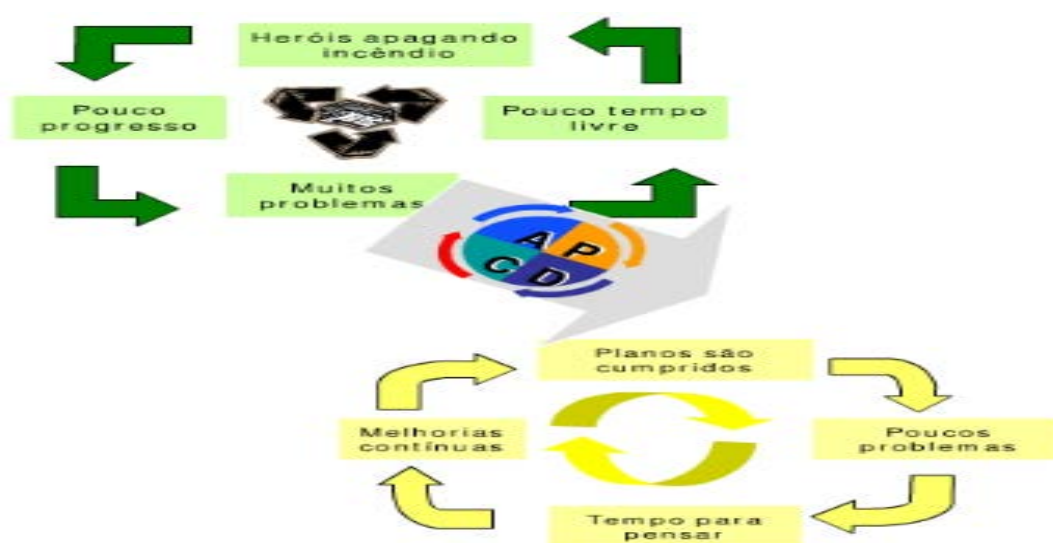 Heróis apagando
incêndio
Pouco
progresso
Pouco tempo
livre
Muitos
problemas
A P
C D
Planos são
cumpridos
Melhorias
contínuas
Poucos
problemas
Tempo para
pensar